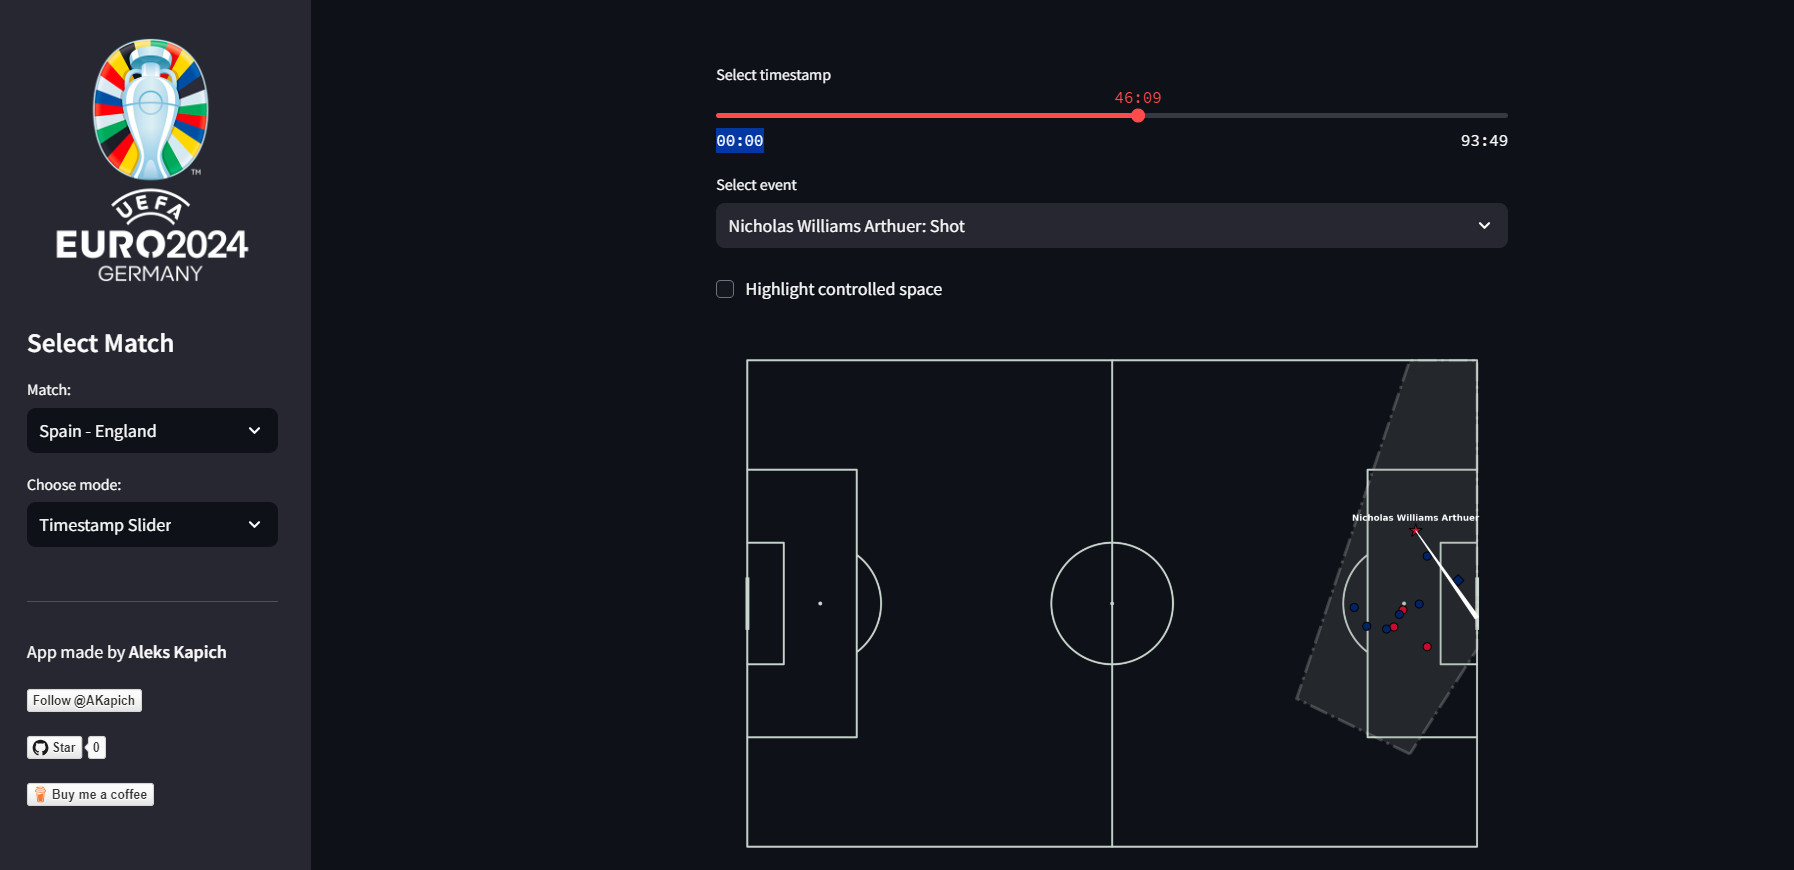 TM
UEFA
EURO2024
GERMANY
Select Match
Match:
Spain - England
Choose mode:
Timestamp Slider
App made by Aleks Kapich
Follow @AKapich
Star 0
Buy me a coffee
Select timestamp
46:09
00:00 93:49
Select event
Nicholas Williams Arthuer: Shot
Highlight controlled space
Nicholas Williams Arthuer